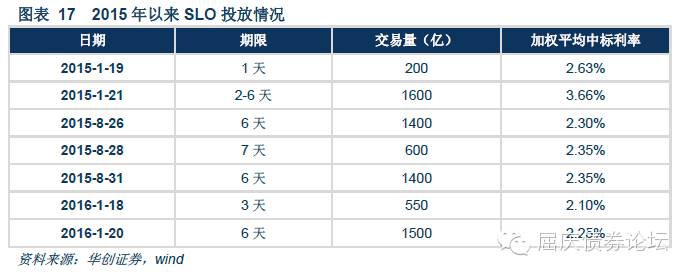 图表 17 2015 年以来 SLO 投放情况
日期 期限 交易量（亿） 加权平均中标利率
2015-1-19 1 天 200 2.63%
2015-1-21 2-6 天 1600 3.66%
2015-8-26 6 天 1400 2.30%
2015-8-28 7 天 600 2.35%
2015-8-31 6 天 1400 2.35%
2016-1-18 3 天 550 2.10%
2016-1-20 6 天 1500 2.25%
屈庆债券论坛
资料来源：华创证券，wind